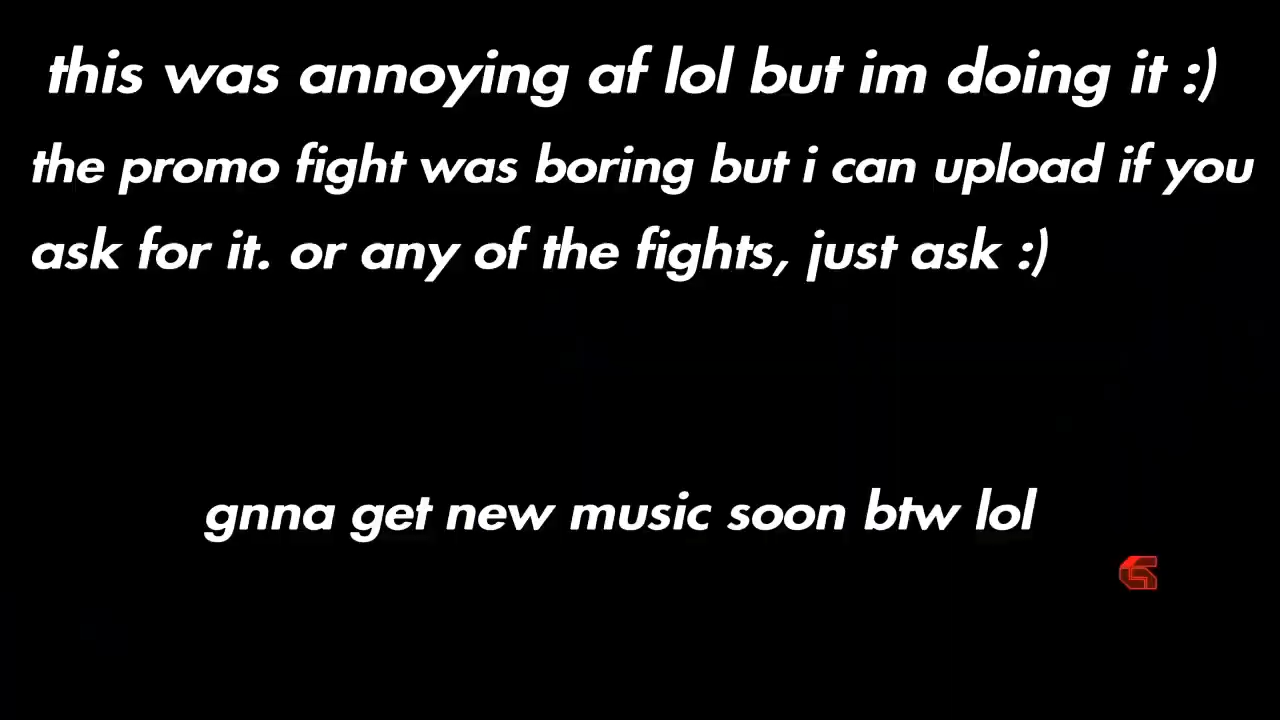 this was annoying af lol but im doing it :)
the promo fight was boring but i can upload if you
ask for it. or any of the fights, just ask :)
gnna get new music soon btw lol